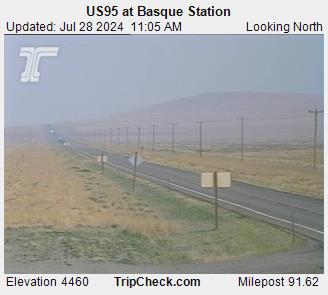 US95 at Basque Station
Updated: Jul 28 2024  11:05 AM  Looking North
Elevation 4460  TripCheck.com  Milepost 91.62